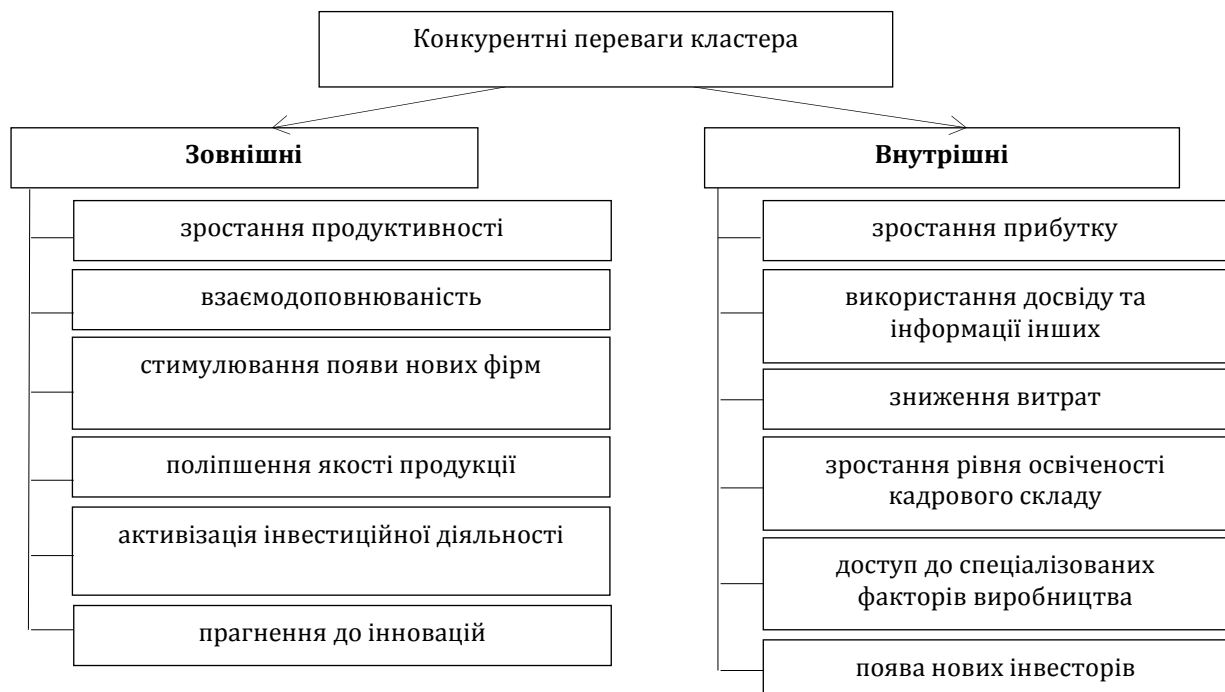 Конкурентні переваги кластера
Зовнішні
зростання продуктивності
взаємодоповнюваність
стимулювання появи нових фірм
поліпшення якості продукції
активізація інвестиційної діяльності
прагнення до інновацій
Внутрішні
зростання прибутку
використання досвіду та
інформації інших
зниження витрат
зростання рівня освіченості
кадрового складу
доступ до спеціалізованих
факторів виробництва
поява нових інвесторів